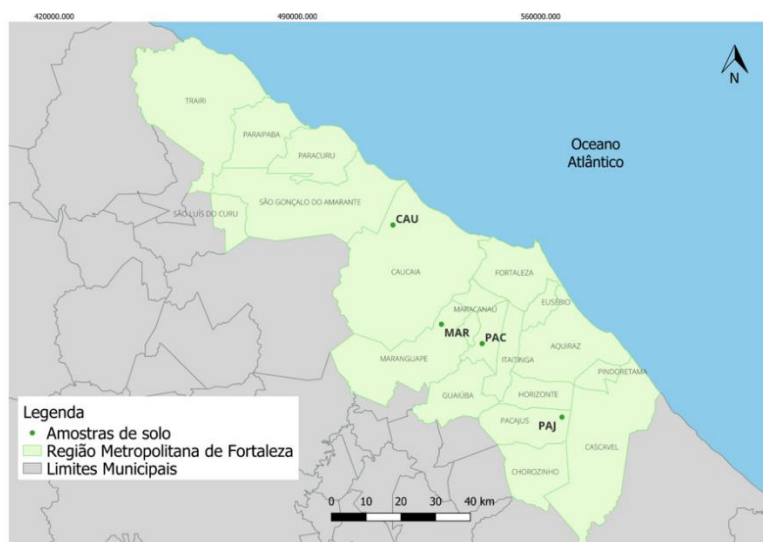 420000.000 490000.000 560000.000
N
Oceano
Atlântico
TRAIRI
PARAIPABA
PARACURU
SÃO GONÇALO DO AMARANTE
SÃO LUÍS DO CURU
CAU
CAUCAIA
FORTALEZA
EUSÉBIO
MARACANAÚ
MAR
PAC
AQUIRAZ
MARANGUAPE
ITAITINGA
PINDORETAMA
GUAIÚBA
HORIZONTE
PACAJUS
PAJ
CASCAVEL
CHOROZINHO
Legenda
Amostras de solo
Região Metropolitana de Fortaleza
Limites Municipais
0 10 20 30 40 km